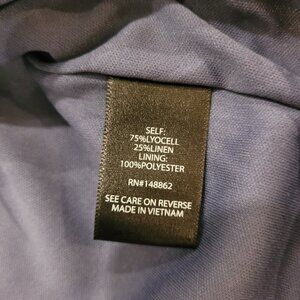 SELF:
75%LYOCELL
25%LINEN
LINING:
100%POLYESTER
RN#148862
SEE CARE ON REVERSE
MADE IN VIETNAM